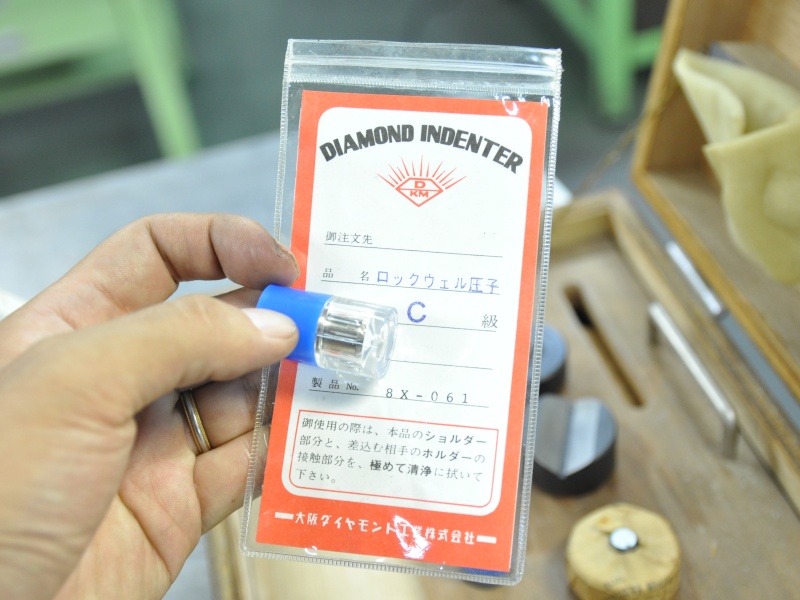 DIAMOND INDENTER
D
KM
御注文先
品 名 ロックウェル圧子
C 級
製品 No. 8X-061
御使用の際は、本品のショルダー
部分と、差込む相手のホルダーの
接触部分を、極めて清浄に拭いて
下さい。
大阪ダイヤモンド工業株式会社